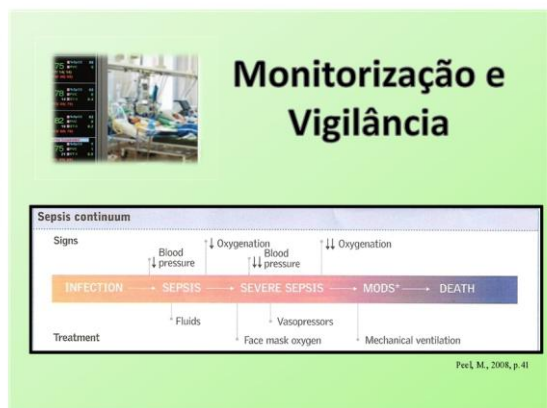 Monitorização e
Vigilância
Sepsis continuum
Signs
Blood
↓ pressure
↓ Oxygenation
Blood
↓↓ pressure
↓↓ Oxygenation
INFECTION → SEPSIS → SEVERE SEPSIS → MODS* → DEATH
Fluids
Vasopressors
Treatment
Face mask oxygen
Mechanical ventilation
Peel, M., 2008, p.41